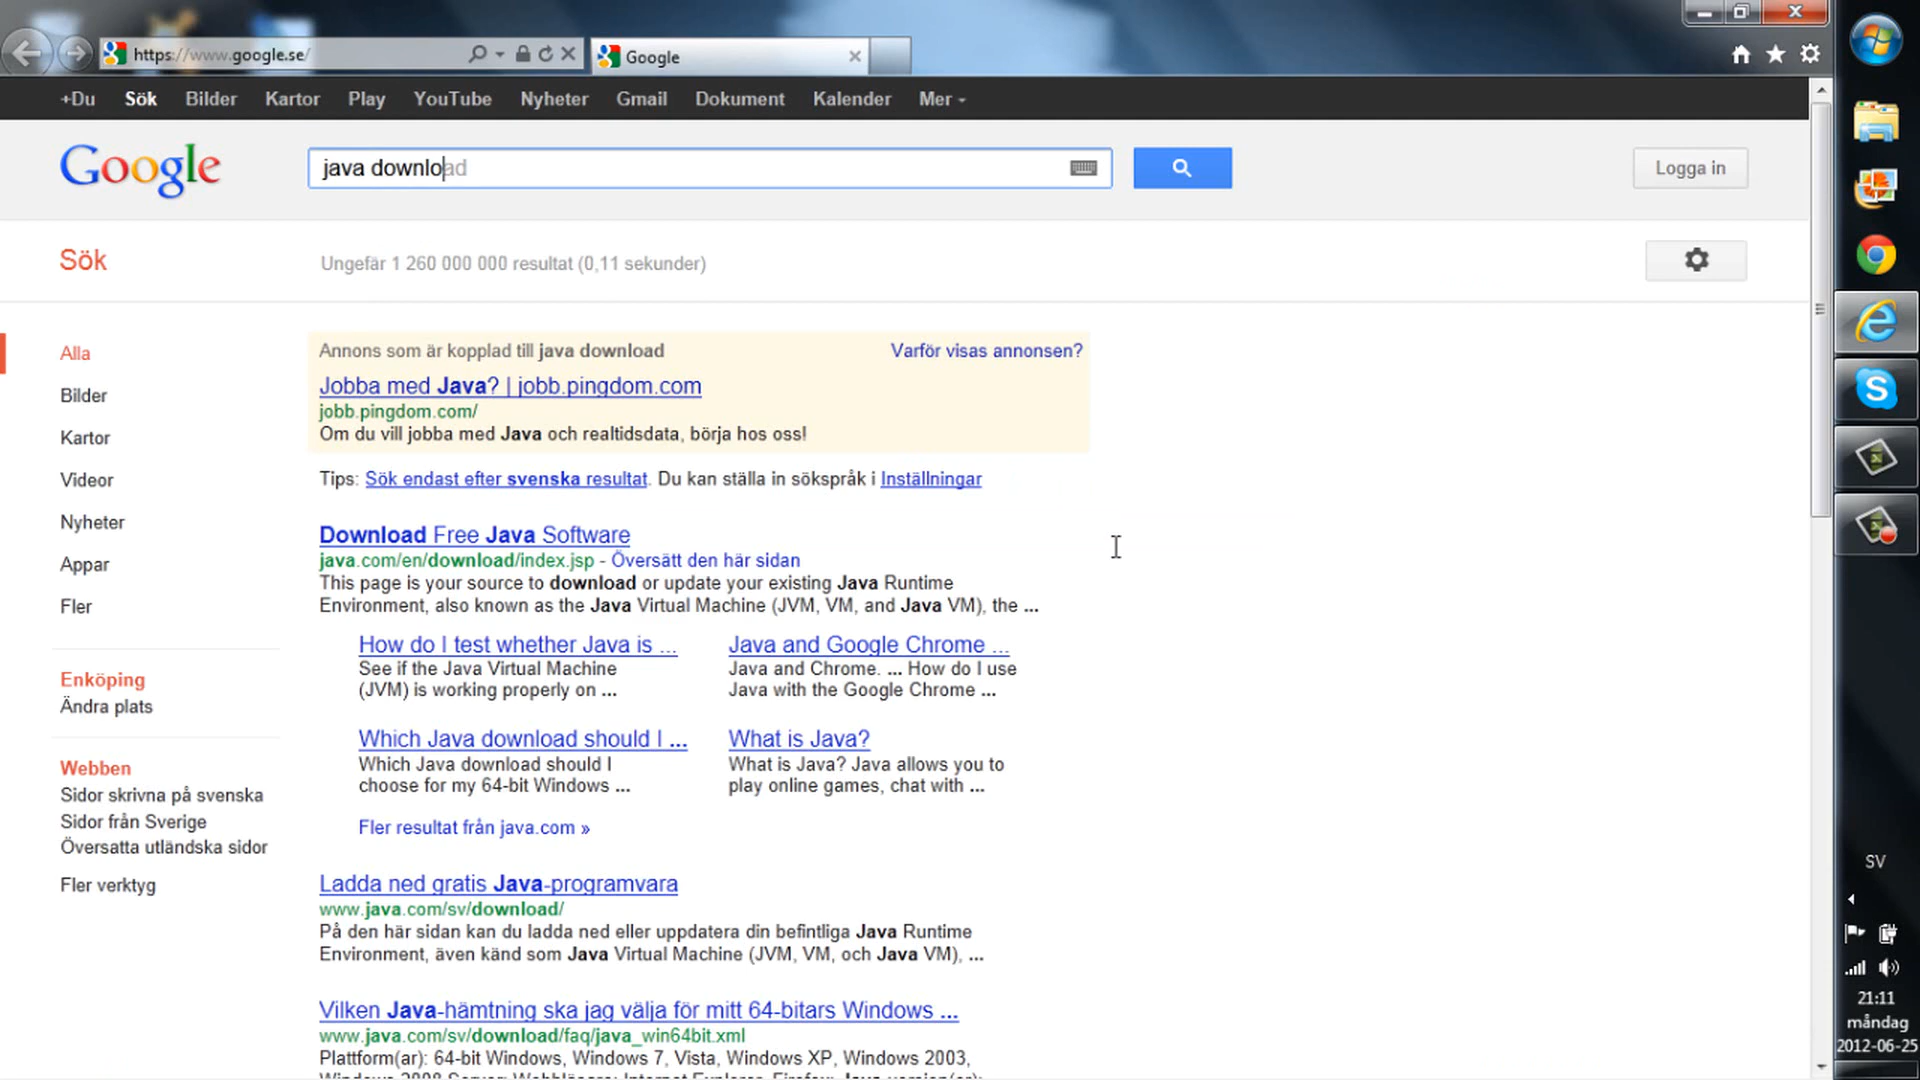 https://www.google.se/
Google
+Du Sök Bilder Kartor Play YouTube Nyheter Gmail Dokument Kalender Mer
Google
java download
Logga in
Sök
Ungefär 1 260 000 000 resultat (0,11 sekunder)
Alla
Bilder
Kartor
Videor
Nyheter
Appar
Fler
Enköping
Ändra plats
Webben
Sidor skrivna på svenska
Sidor från Sverige
Översatta utländska sidor
Fler verktyg
Annons som är kopplad till java download
Varför visas annonsen?
Jobba med Java? | jobb.pingdom.com
jobb.pingdom.com/
Om du vill jobba med Java och realtidsdata, börja hos oss!
Tips: Sök endast efter svenska resultat. Du kan ställa in sökspråk i Inställningar
Download Free Java Software
java.com/en/download/index.jsp - Översätt den här sidan
This page is your source to download or update your existing Java Runtime
Environment, also known as the Java Virtual Machine (JVM, VM, and Java VM), the ...
How do I test whether Java is ...
See if the Java Virtual Machine
(JVM) is working properly on ...
Java and Google Chrome ...
Java and Chrome. ... How do I use
Java with the Google Chrome ...
Which Java download should I ...
Which Java download should I
choose for my 64-bit Windows ...
What is Java?
What is Java? Java allows you to
play online games, chat with ...
Fler resultat från java.com »
Ladda ned gratis Java-programvara
www.java.com/sv/download/
På den här sidan kan du ladda ned eller uppdatera din befintliga Java Runtime
Environment, även känd som Java Virtual Machine (JVM, VM, och Java VM), ...
Vilken Java-hämtning ska jag välja för mitt 64-bitars Windows ...
www.java.com/sv/download/faq/java_win64bit.xml
Plattform(ar): 64-bit Windows, Windows 7, Vista, Windows XP, Windows 2003,
SV
21:11
måndag
2012-06-25